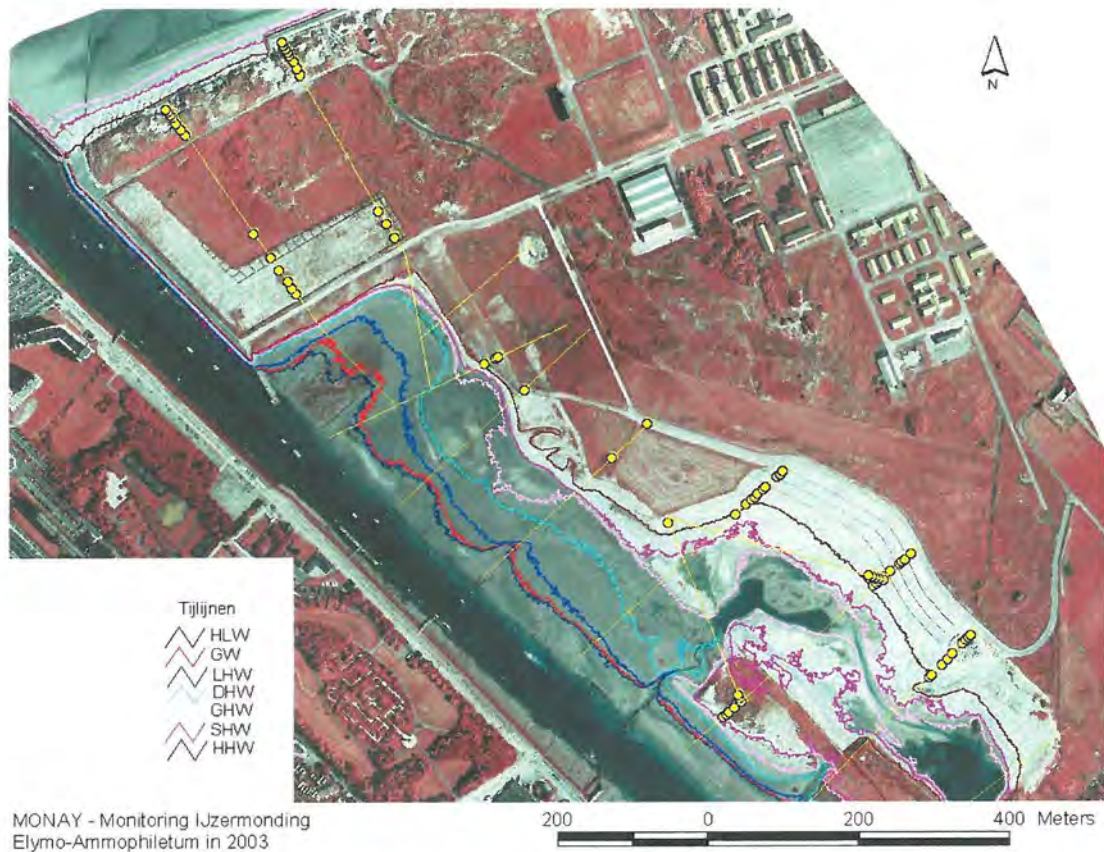 N
Tijlijnen
HLW
GW
LHW
DHW
GHW
SHW
HHW
MONAY - Monitoring IJzermonding
Elymo-Ammophiletum in 2003
200 0 200 400 Meters